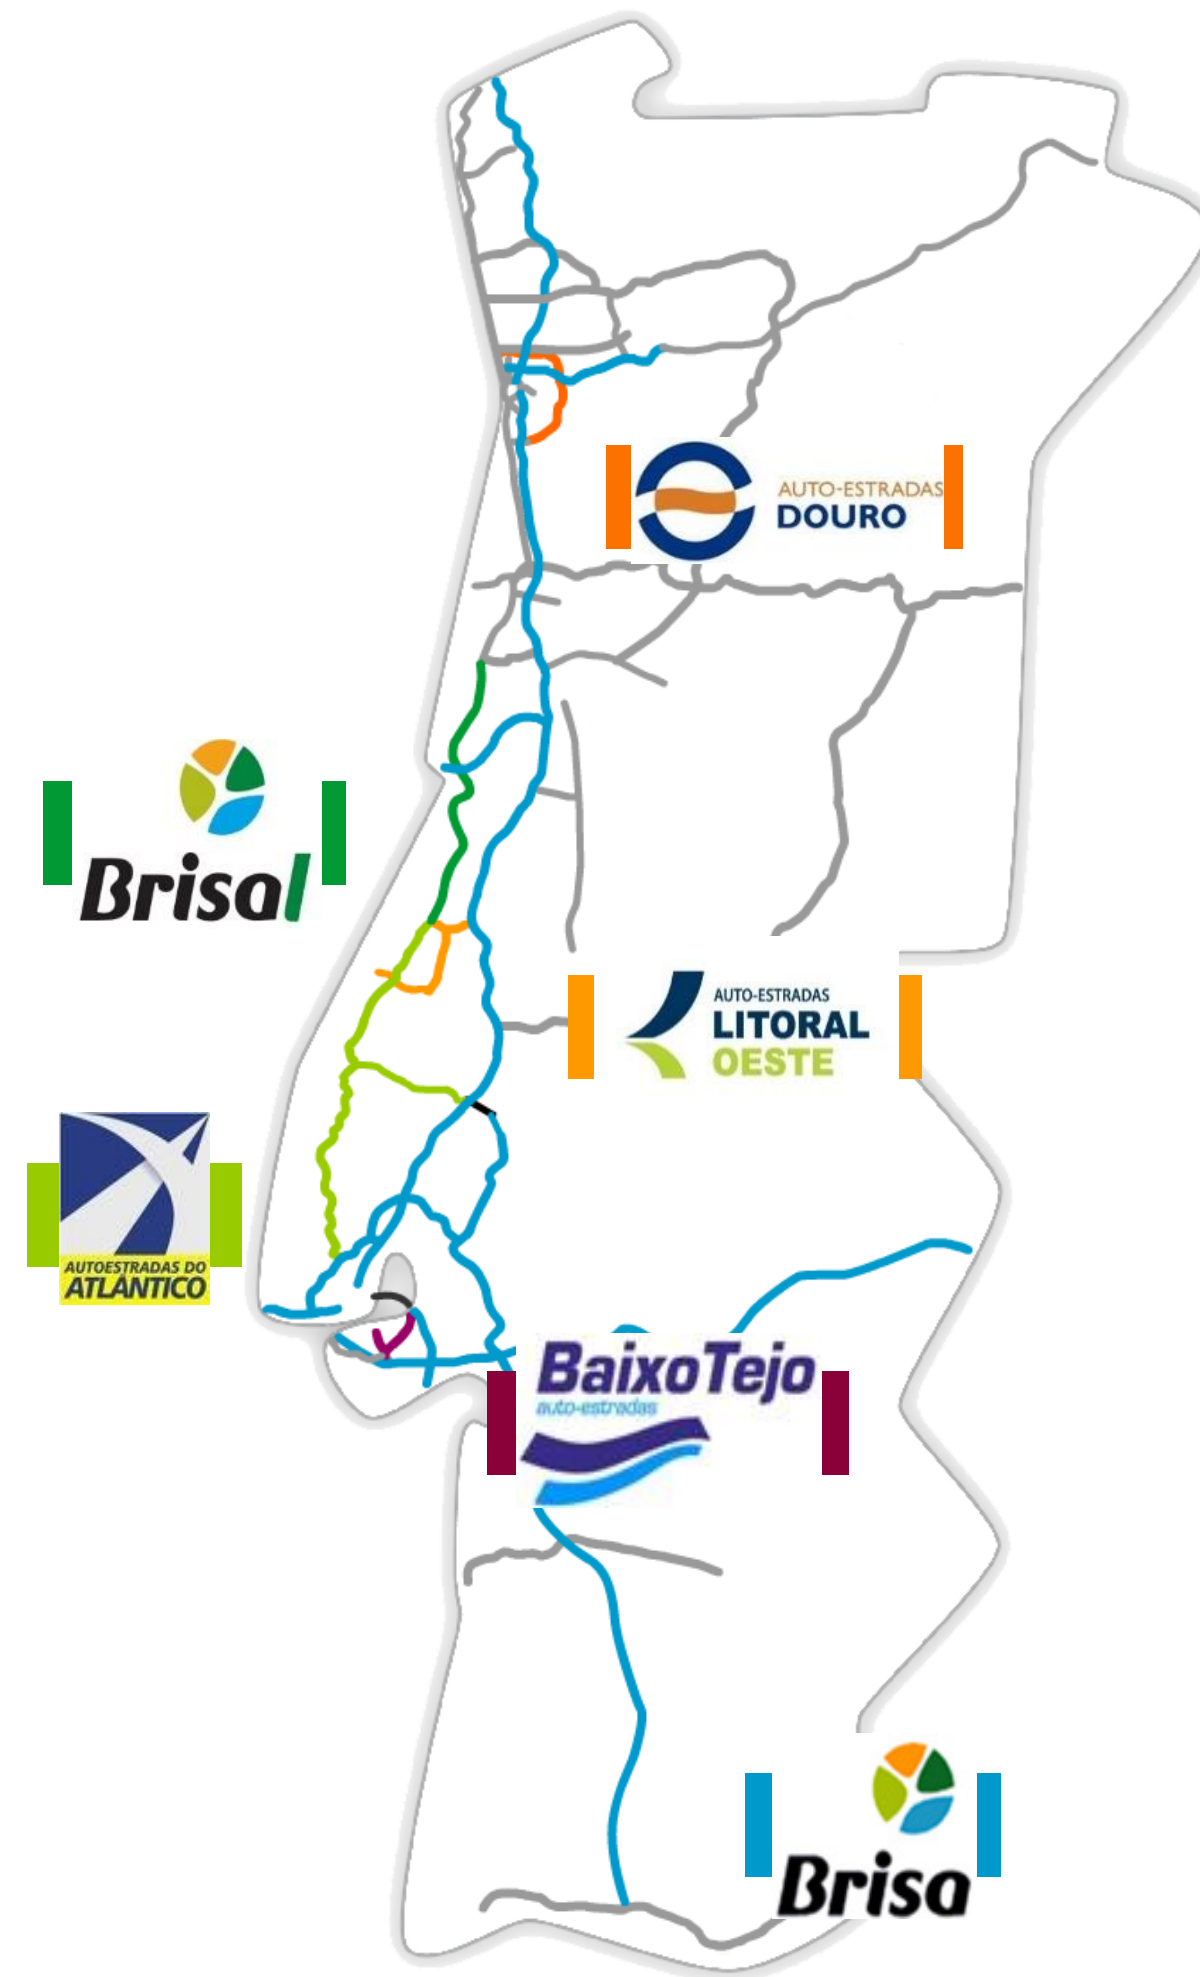 AUTO-ESTRADAS
DOURO
Brisal
AUTO-ESTRADAS
LITORAL
OESTE
AUTOESTRADAS DO
ATLÂNTICO
BaixoTejo
auto-estradas
Brisa